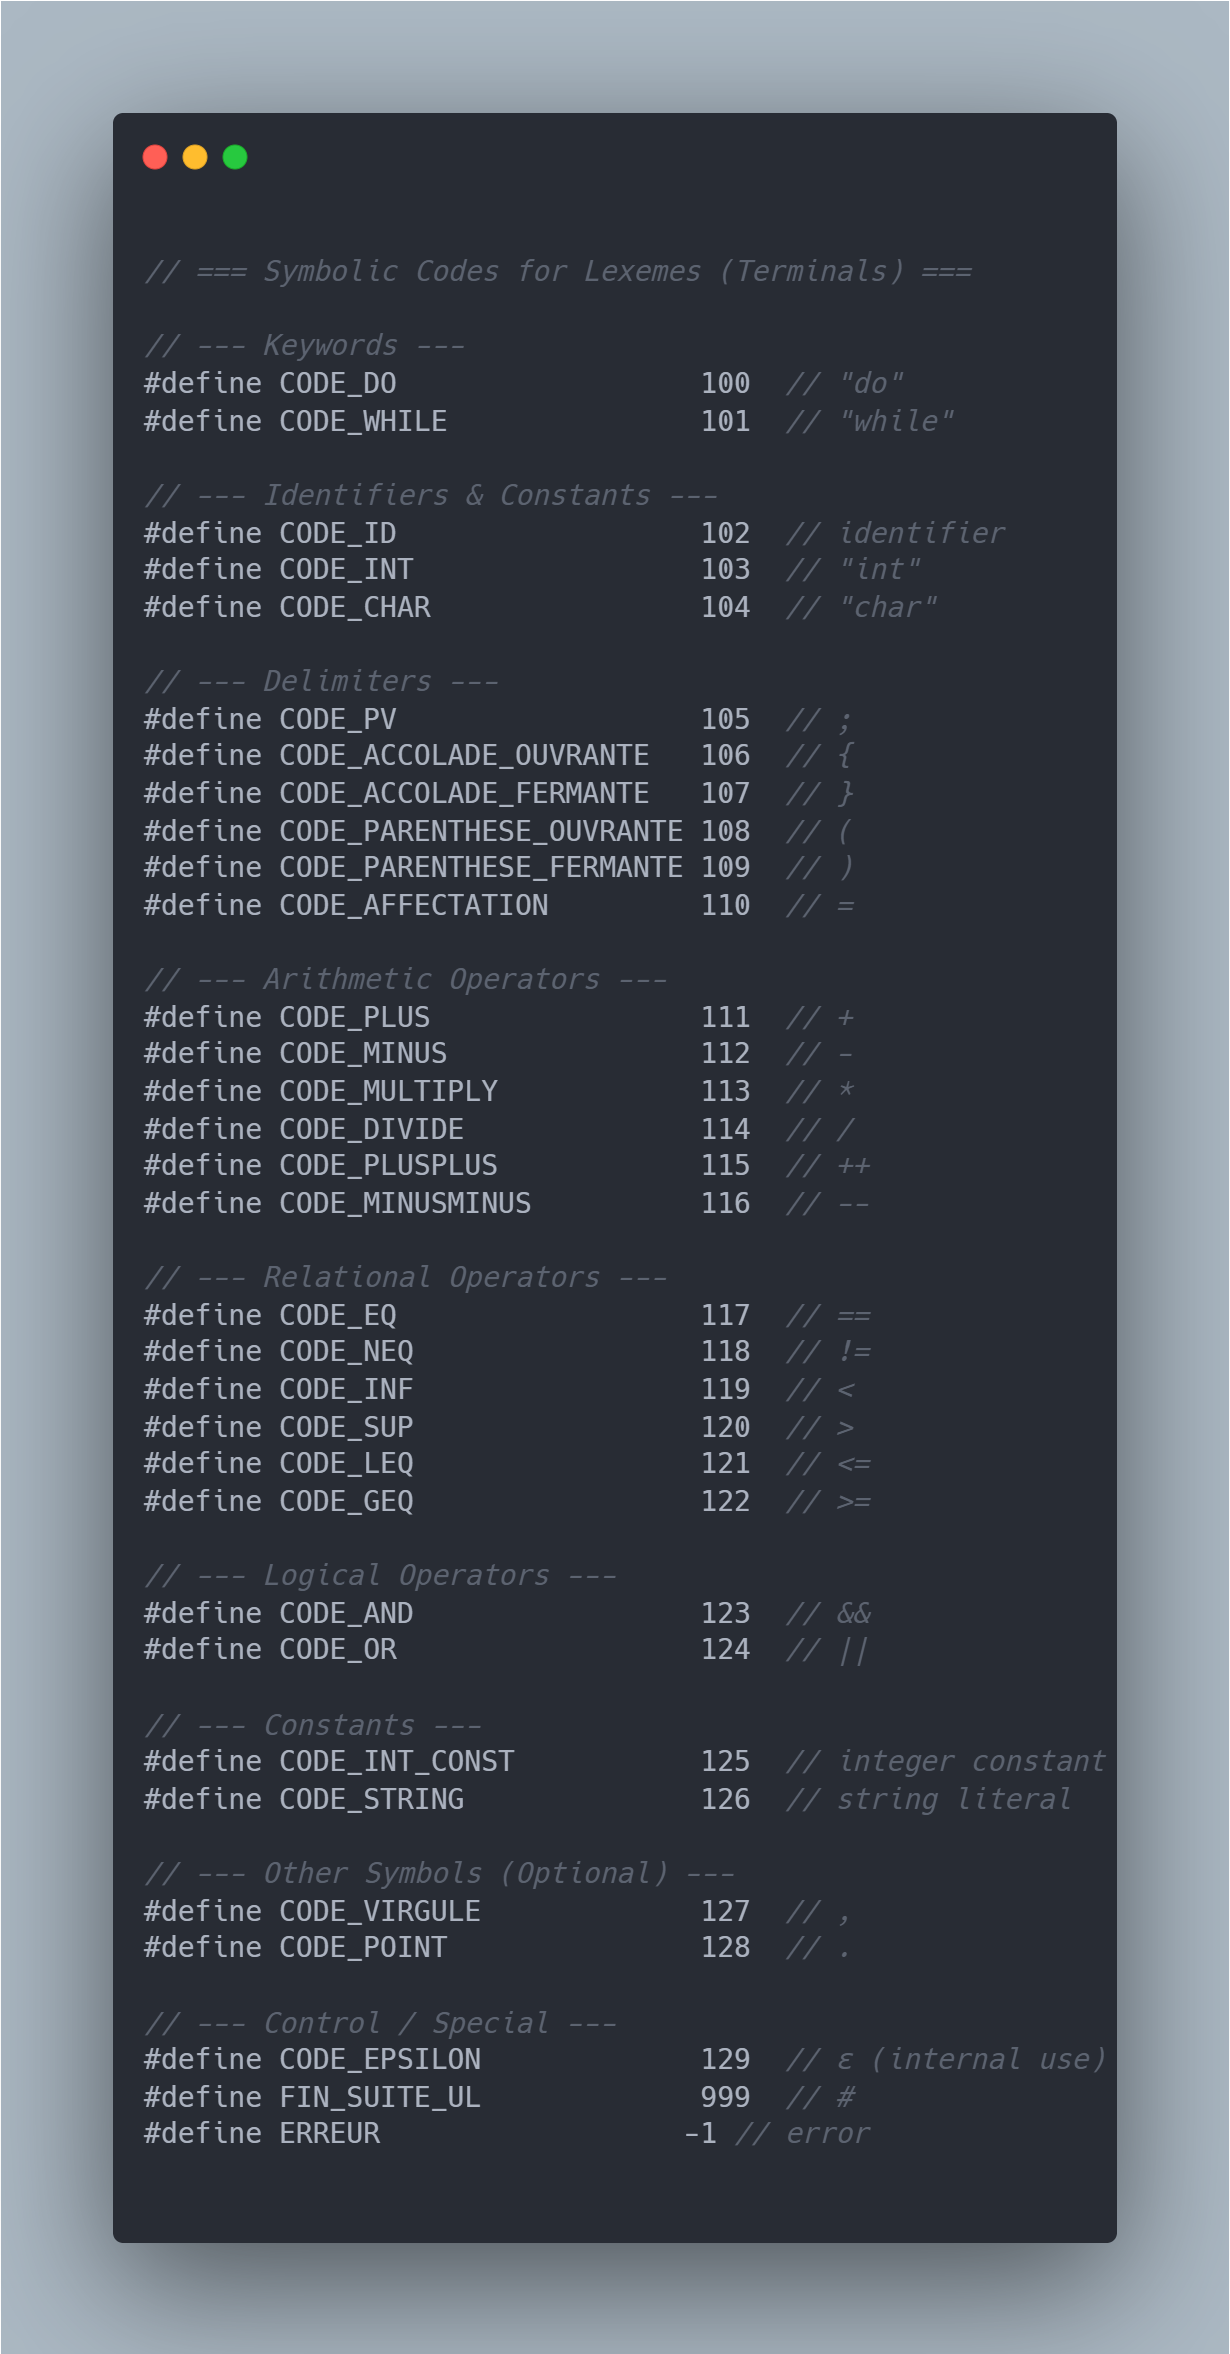 // === Symbolic Codes for Lexemes (Terminals) ===
// --- Keywords ---
#define CODE_DO                  100  // "do"
#define CODE_WHILE               101  // "while"
// --- Identifiers & Constants ---
#define CODE_ID                  102  // identifier
#define CODE_INT                 103  // "int"
#define CODE_CHAR                104  // "char"
// --- Delimiters ---
#define CODE_PV                  105  // ;
#define CODE_ACCOLADE_OUVRANTE   106  // {
#define CODE_ACCOLADE_FERMANTE   107  // }
#define CODE_PARENTHESE_OUVRANTE 108  // (
#define CODE_PARENTHESE_FERMANTE 109  // )
#define CODE_AFFECTATION         110  // =
// --- Arithmetic Operators ---
#define CODE_PLUS                111  // +
#define CODE_MINUS               112  // -
#define CODE_MULTIPLY            113  // *
#define CODE_DIVIDE              114  // /
#define CODE_PLUSPLUS            115  // ++
#define CODE_MINUSMINUS          116  // --
// --- Relational Operators ---
#define CODE_EQ                  117  // ==
#define CODE_NEQ                 118  // !=
#define CODE_INF                 119  // <
#define CODE_SUP                 120  // >
#define CODE_LEQ                 121  // <=
#define CODE_GEQ                 122  // >=
// --- Logical Operators ---
#define CODE_AND                 123  // &&
#define CODE_OR                  124  // ||
// --- Constants ---
#define CODE_INT_CONST           125  // integer constant
#define CODE_STRING              126  // string literal
// --- Other Symbols (Optional) ---
#define CODE_VIRGULE             127  // ,
#define CODE_POINT               128  // .
// --- Control / Special ---
#define CODE_EPSILON             129  // ε (internal use)
#define FIN_SUITE_UL             999  // #
#define ERREUR                  -1 // error